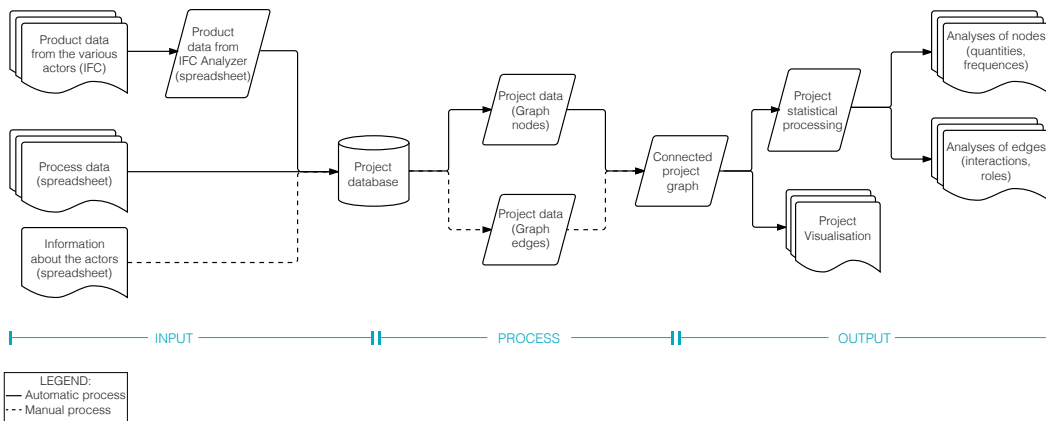 Product data
from the various
actors (IFC)
Product
data from
IFC Analyzer
(spreadsheet)
Process data
(spreadsheet)
Information
about the actors
(spreadsheet)
Project
database
Project data
(Graph
nodes)
Project data
(Graph
edges)
Connected
project
graph
Project
statistical
processing
Project
Visualisation
Analyses of nodes
(quantities,
frequences)
Analyses of edges
(interactions,
roles)
INPUT
PROCESS
OUTPUT
LEGEND:
Automatic process
Manual process